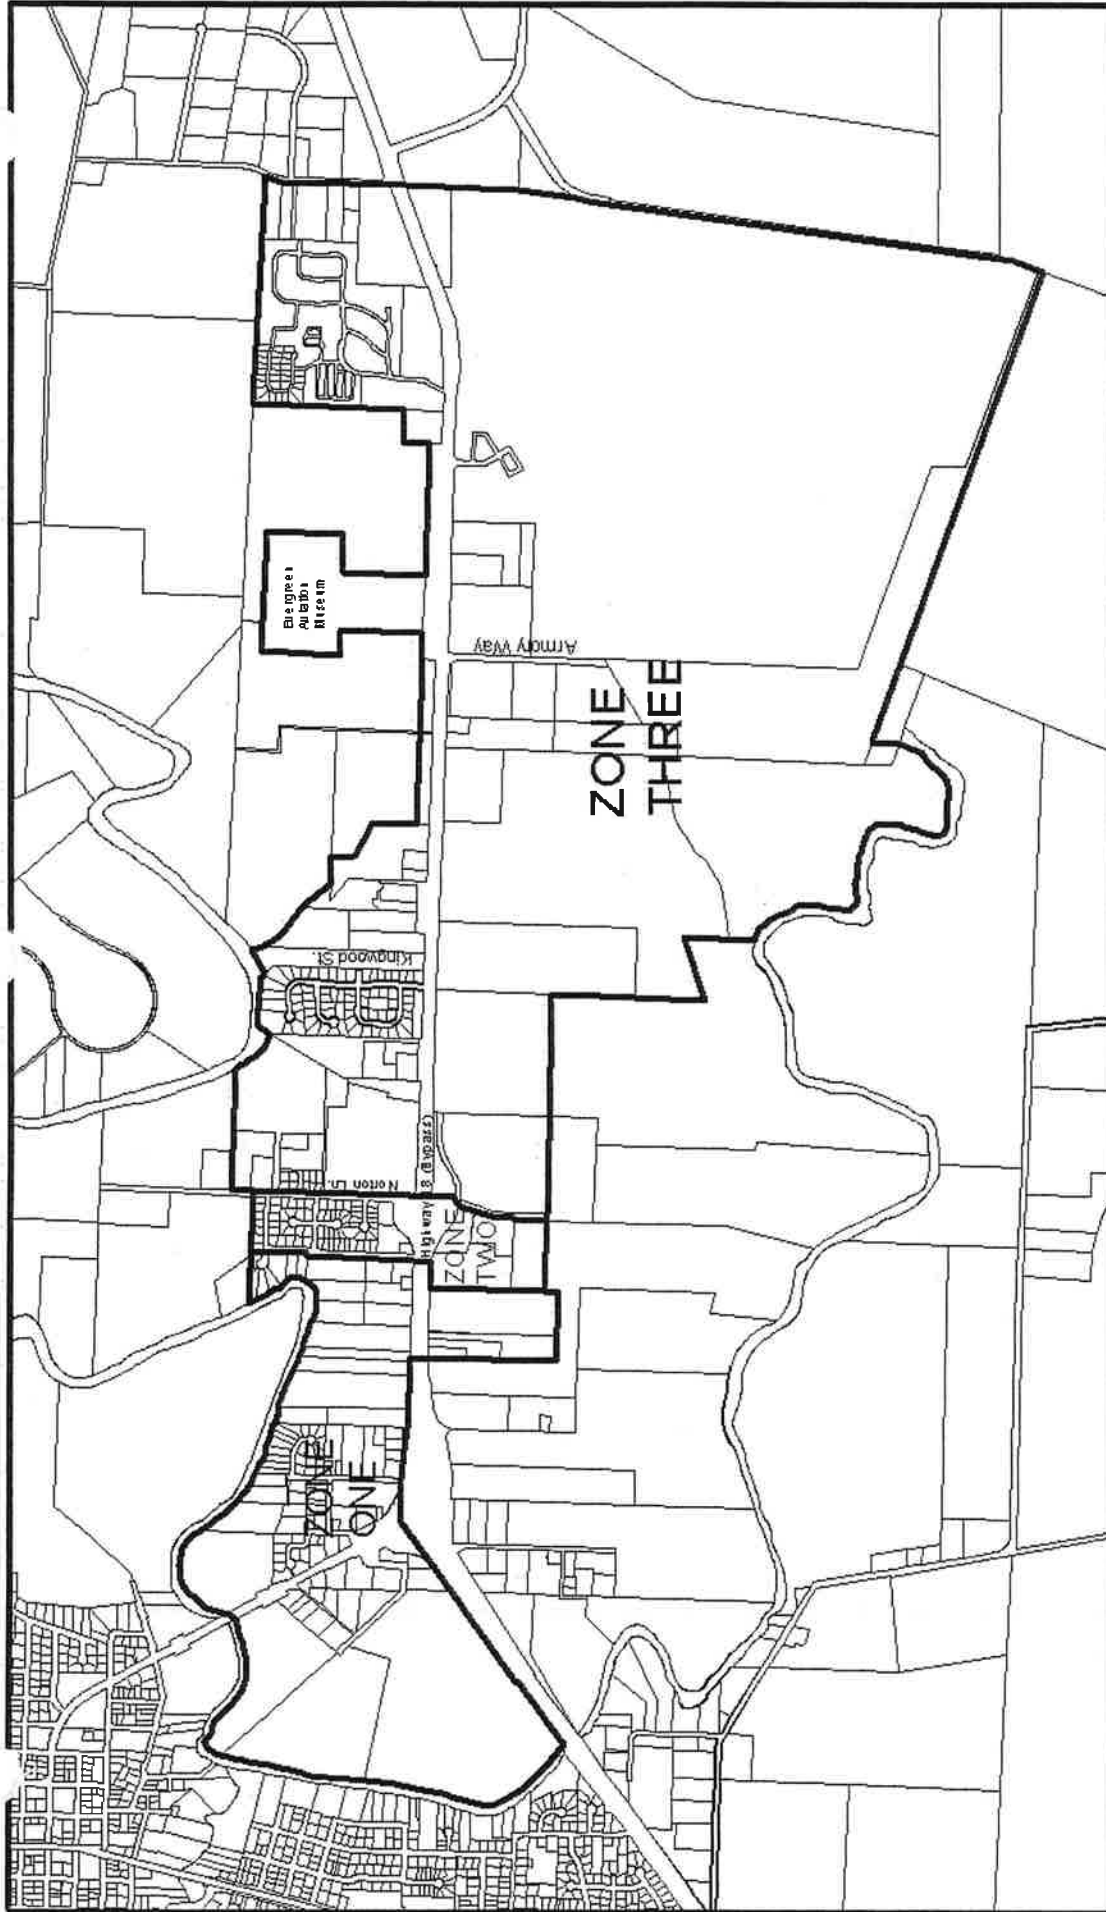 Evergreen
Aviation
Museum
Armory Way
ZONE
THREE
Kingwood St.
Norton Ln.
Highway 18 (Bypass)
ZONE
TWO
ZONE
ONE